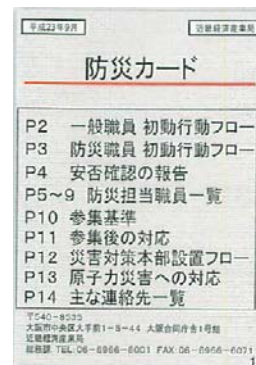 平成23年9月
近畿経済産業局
防災カード
P2 一般職員 初動行動フロー
P3 防災職員 初動行動フロー
P4 安否確認の報告
P5~9 防災担当職員一覧
P10 参集基準
P11 参集後の対応
P12 災害対策本部設置フロー
P13 原子力災害への対応
P14 主な連絡先一覧
〒540-8535
大阪市中央区大手前1-5-44 大阪合同庁舎1号館
近畿経済産業局
総務課 TEL:06-6966-6001 FAX:06-6966-6071
1